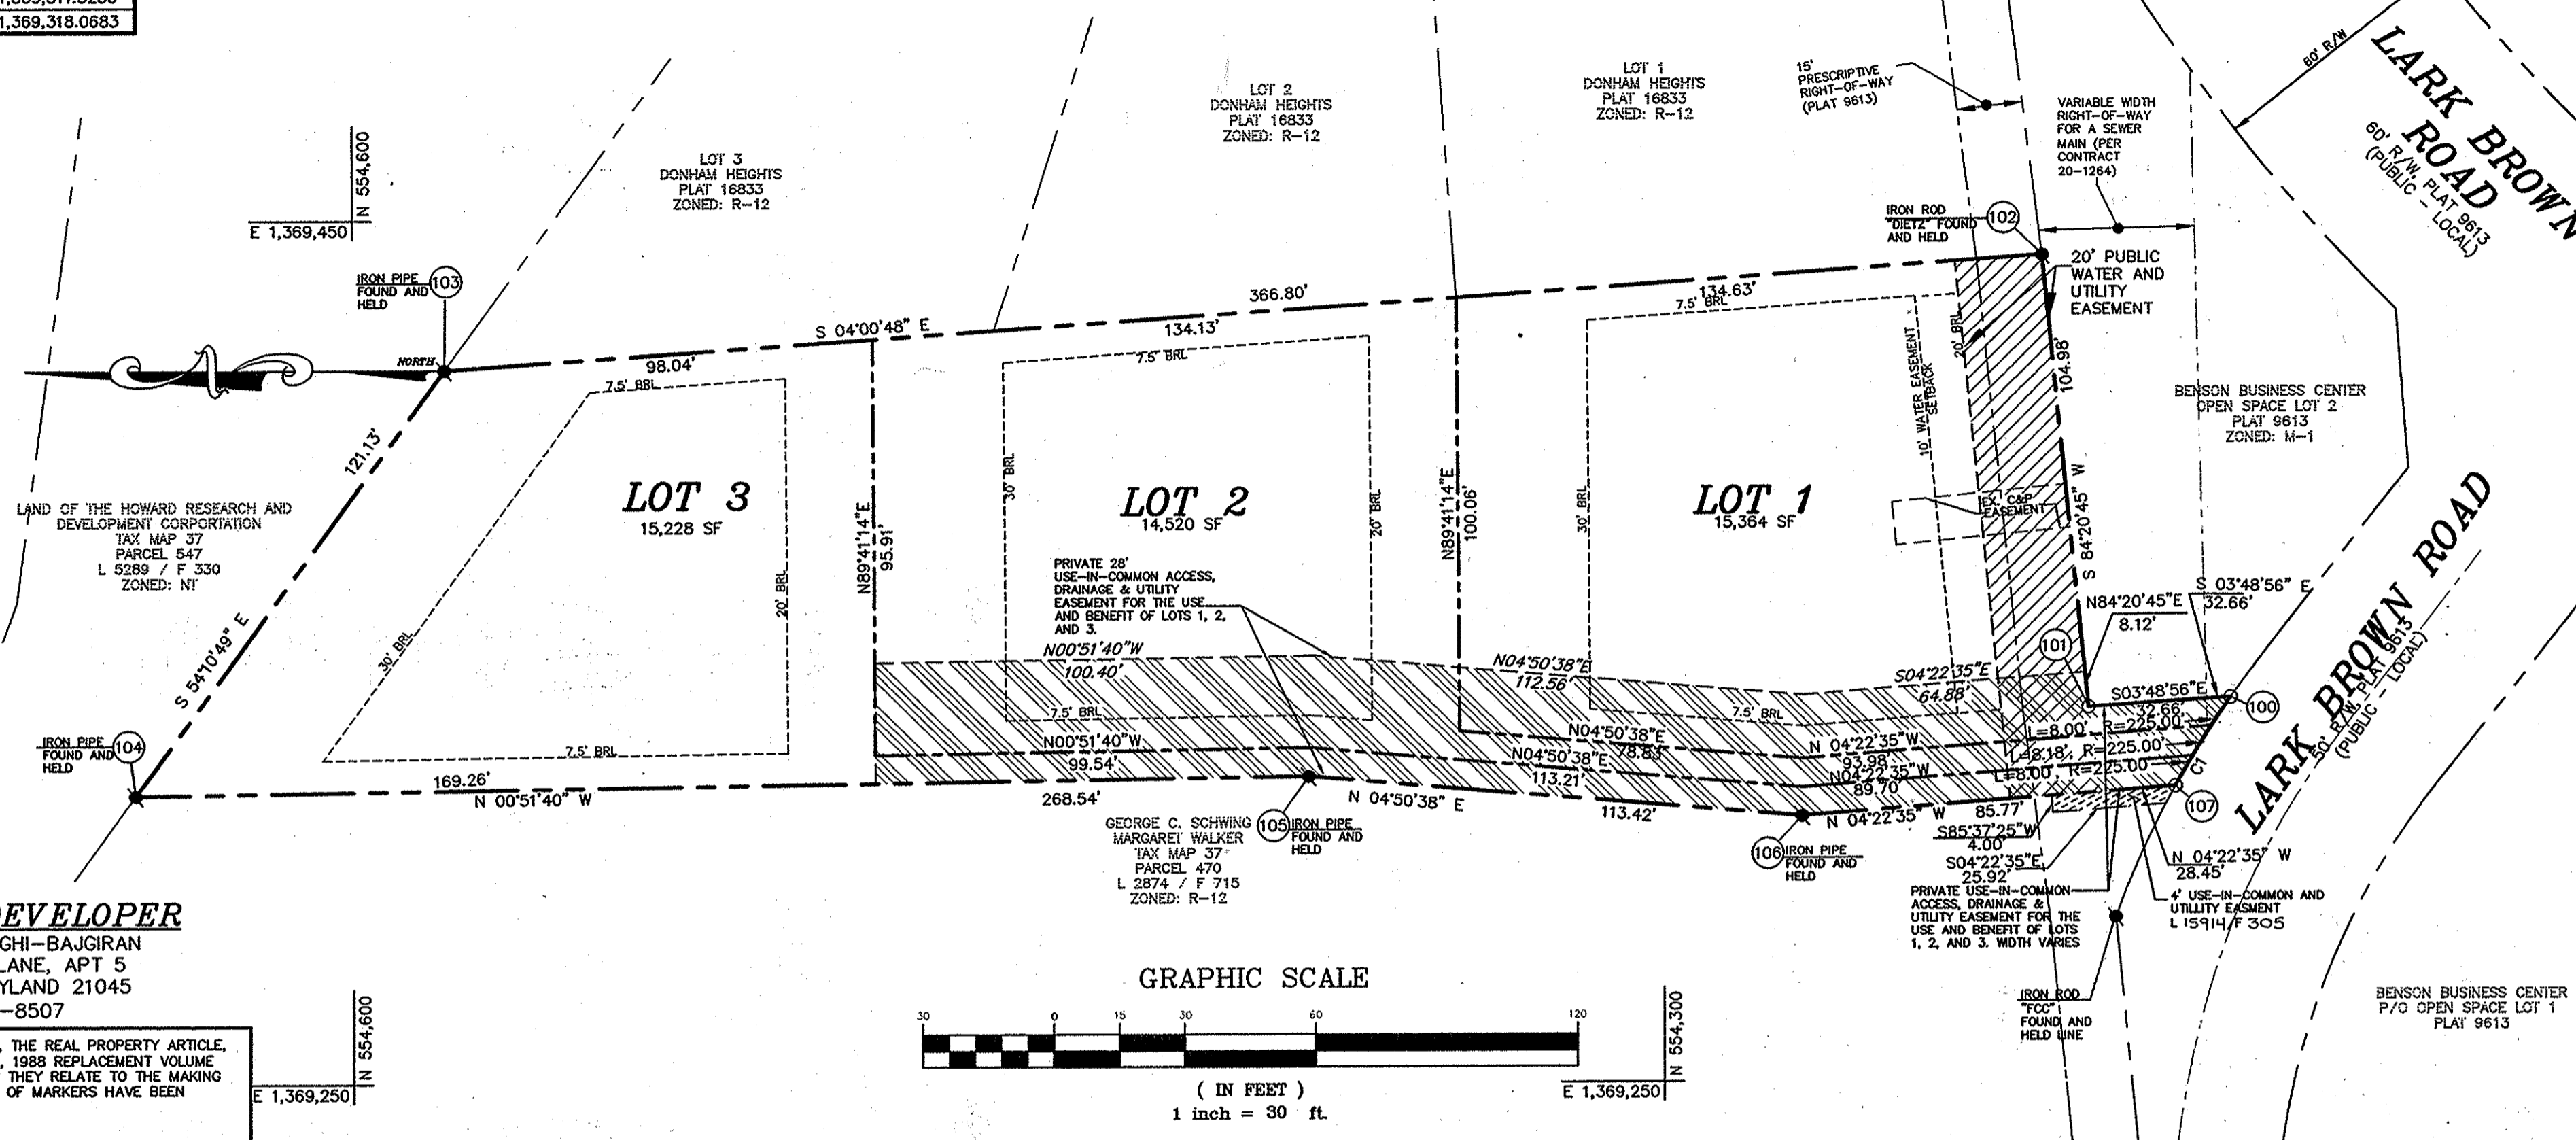 1,369,318.0683
N 554,600
E 1,369,450
LOT 3
DONHAM HEIGHTS
PLAT 16833
ZONED: R-12
LOT 2
DONHAM HEIGHTS
PLAT 16833
ZONED: R-12
LOT 1
DONHAM HEIGHTS
PLAT 16833
ZONED: R-12
15'
PRESCRIPTIVE
RIGHT-OF-WAY
(PLAT 9613)
VARIABLE WIDTH
RIGHT-OF-WAY
FOR A SEWER
MAIN (PER
CONTRACT
20-1264)
60' R/W
LARK BROWN
ROAD
60' R/W, PLAT 9613
(PUBLIC - LOCAL)
IRON ROD
"DIETZ" FOUND
AND HELD
102
20' PUBLIC
WATER AND
UTILITY
EASEMENT
IRON PIPE
FOUND AND
HELD
103
NORTH
S 04°00'48" E
366.80'
98.04'
134.13'
134.63'
7.5' BRL
7.5' BRL
7.5' BRL
20' BRL
10' WATER EASEMENT
SETBACK
104.98'
S 84°20'45" W
BENSON BUSINESS CENTER
OPEN SPACE LOT 2
PLAT 9613
ZONED: M-1
121.13'
S 54°10'49" E
LAND OF THE HOWARD RESEARCH AND
DEVELOPMENT CORPORTATION
TAX MAP 37
PARCEL 547
L 5289 / F 330
ZONED: NT
LOT 3
15,228 SF
30' BRL
20' BRL
7.5' BRL
N89°41'14"E
95.91'
LOT 2
14,520 SF
30' BRL
20' BRL
7.5' BRL
N89°41'14"E
100.06'
LOT 1
15,364 SF
30' BRL
7.5' BRL
EX. C&P
EASEMENT
PRIVATE 28'
USE-IN-COMMON ACCESS,
DRAINAGE & UTILITY
EASEMENT FOR THE USE
AND BENEFIT OF LOTS 1, 2,
AND 3.
N00°51'40"W
100.40'
N04°50'38"E
112.56'
S04°22'35"E
64.88'
N84°20'45"E
8.12'
S 03°48'56" E
32.66'
101
S03°48'56"E
32.66'
100
N00°51'40"W
99.54'
N04°50'38"E
78.83'
N04°50'38"E
113.21'
N 04°22'35"W
93.98'
N04°22'35"W
89.70'
L=8.00' R=225.00'
L=8.18', R=225.00'
L=8.00' R=225.00'
C1
107
LARK BROWN ROAD
50' R/W, PLAT 9613
(PUBLIC - LOCAL)
IRON PIPE
FOUND AND
HELD
104
169.26'
N 00°51'40" W
268.54'
N 04°50'38" E
113.42'
N 04°22'35" W
85.77'
GEORGE C. SCHWING
MARGARET WALKER
TAX MAP 37
PARCEL 470
L 2874 / F 715
ZONED: R-12
105
IRON PIPE
FOUND AND
HELD
106
IRON PIPE
FOUND AND
HELD
S85°37'25"W
4.00'
S04°22'35"E
25.92'
N 04°22'35" W
28.45'
PRIVATE USE-IN-COMMON
ACCESS, DRAINAGE &
UTILITY EASEMENT FOR THE
USE AND BENEFIT OF LOTS
1, 2, AND 3. WIDTH VARIES
4' USE-IN-COMMON AND
UTILLITY EASMENT
L 15914/F 305
IRON ROD
"FCC"
FOUND AND
HELD LINE
BENSON BUSINESS CENTER
P/O OPEN SPACE LOT 1
PLAT 9613
DEVELOPER
GHI-BAJGIRAN
LANE, APT 5
YLAND 21045
-8507
, THE REAL PROPERTY ARTICLE,
, 1988 REPLACEMENT VOLUME
THEY RELATE TO THE MAKING
OF MARKERS HAVE BEEN
N 554,600
E 1,369,250
GRAPHIC SCALE
30 0 15 30 60 120
( IN FEET )
1 inch = 30 ft.
N 554,300
E 1,369,250